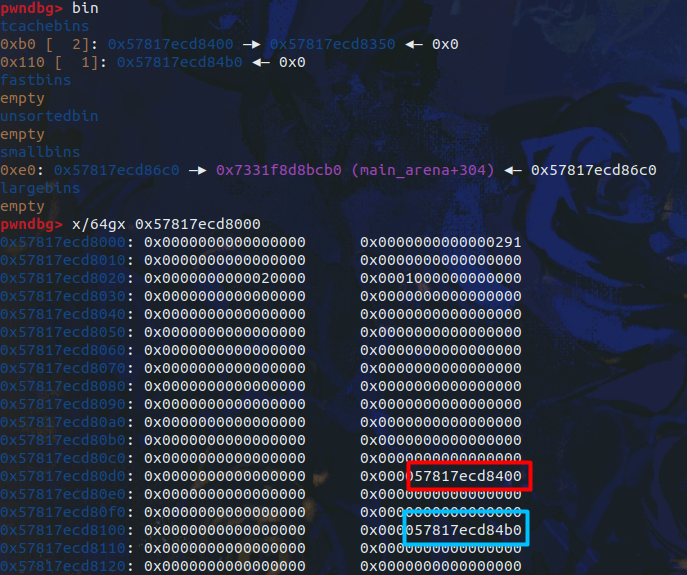 pwndbg> bin
tcachebins
0xb0 [  2]: 0x57817ecd8400 —▸ 0x57817ecd8350 ◂— 0x0
0x110 [  1]: 0x57817ecd84b0 ◂— 0x0
fastbins
empty
unsortedbin
empty
smallbins
0xe0: 0x57817ecd86c0 —▸ 0x7331f8d8bcb0 (main_arena+304) ◂— 0x57817ecd86c0
largebins
empty
pwndbg> x/64gx 0x57817ecd8000
0x57817ecd8000: 0x0000000000000000 0x0000000000000291
0x57817ecd8010: 0x0000000000000000 0x0000000000000000
0x57817ecd8020: 0x0000000000020000 0x0001000000000000
0x57817ecd8030: 0x0000000000000000 0x0000000000000000
0x57817ecd8040: 0x0000000000000000 0x0000000000000000
0x57817ecd8050: 0x0000000000000000 0x0000000000000000
0x57817ecd8060: 0x0000000000000000 0x0000000000000000
0x57817ecd8070: 0x0000000000000000 0x0000000000000000
0x57817ecd8080: 0x0000000000000000 0x0000000000000000
0x57817ecd8090: 0x0000000000000000 0x0000000000000000
0x57817ecd80a0: 0x0000000000000000 0x0000000000000000
0x57817ecd80b0: 0x0000000000000000 0x0000000000000000
0x57817ecd80c0: 0x0000000000000000 0x0000000000000000
0x57817ecd80d0: 0x0000000000000000 0x000057817ecd8400
0x57817ecd80e0: 0x0000000000000000 0x0000000000000000
0x57817ecd80f0: 0x0000000000000000 0x0000000000000000
0x57817ecd8100: 0x0000000000000000 0x000057817ecd84b0
0x57817ecd8110: 0x0000000000000000 0x0000000000000000
0x57817ecd8120: 0x0000000000000000 0x0000000000000000